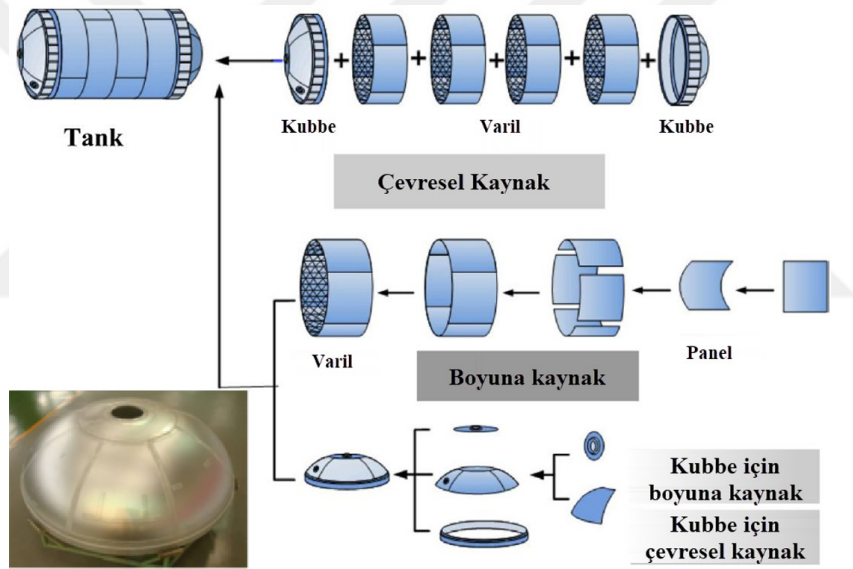 Tank
Kubbe
Varil
Kubbe
Çevresel Kaynak
Varil
Panel
Boyuna kaynak
Kubbe için
boyuna kaynak
Kubbe için
çevresel kaynak